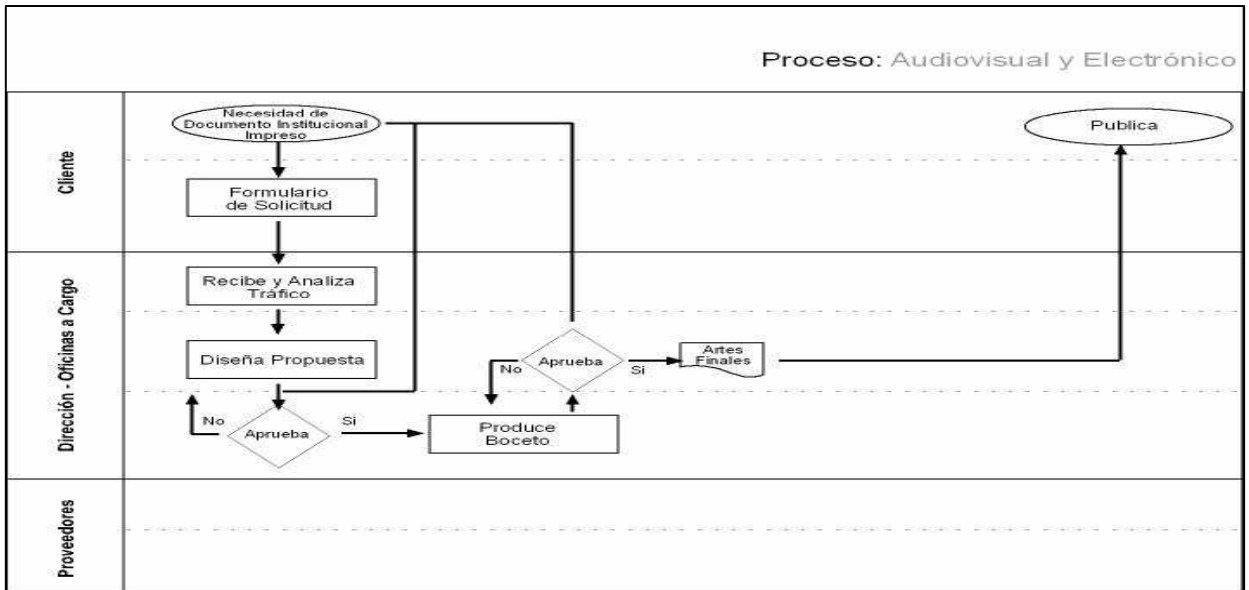 Proceso: Audiovisual y Electrónico
Cliente
Necesidad de
Documento Institucional
Impreso
Publica
Formulario
de Solicitud
Dirección - Oficinas a Cargo
Recibe y Analiza
Tráfico
Diseña Propuesta
No
Aprueba
Si
Produce
Boceto
No
Aprueba
Si
Artes
Finales
Proveedores